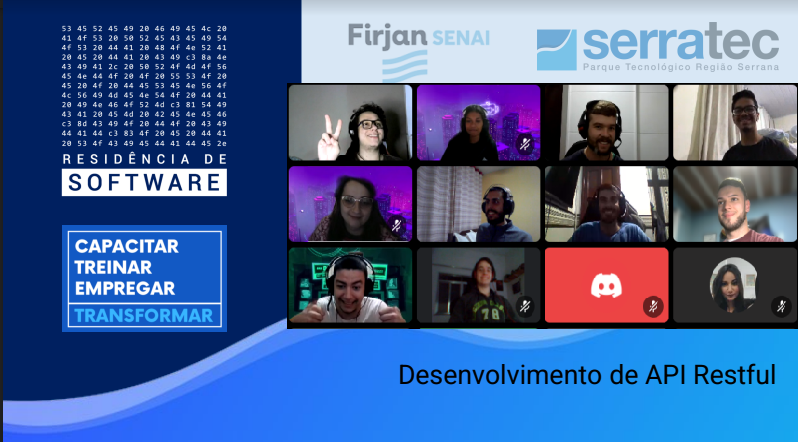 53 45 52 45 49 20 46 49 45 4c 20
41 4f 53 20 50 52 45 43 45 49 54
4f 53 20 44 41 20 48 4f 4e 52 41
20 45 20 44 41 20 43 49 c3 8a 4e
43 49 41 2c 20 50 52 4f 4d 4f 56
45 4e 44 4f 20 4f 20 55 53 4f 20
45 20 4f 20 44 45 53 45 4e 56 4f
4c 56 49 4d 45 4e 54 4f 20 44 41
20 49 4e 46 4f 52 4d c3 81 54 49
43 41 20 45 4d 20 42 45 4e 45 46
c3 8d 43 49 4f 20 44 4f 20 43 49
44 41 44 c3 83 4f 20 45 20 44 41
20 53 4f 43 49 45 44 41 44 45 2e
RESIDÊNCIA DE
SOFTWARE
CAPACITAR
TREINAR
EMPREGAR
TRANSFORMAR
Firjan SENAI
serratec
Parque Tecnológico Região Serrana
78
Desenvolvimento de API Restful